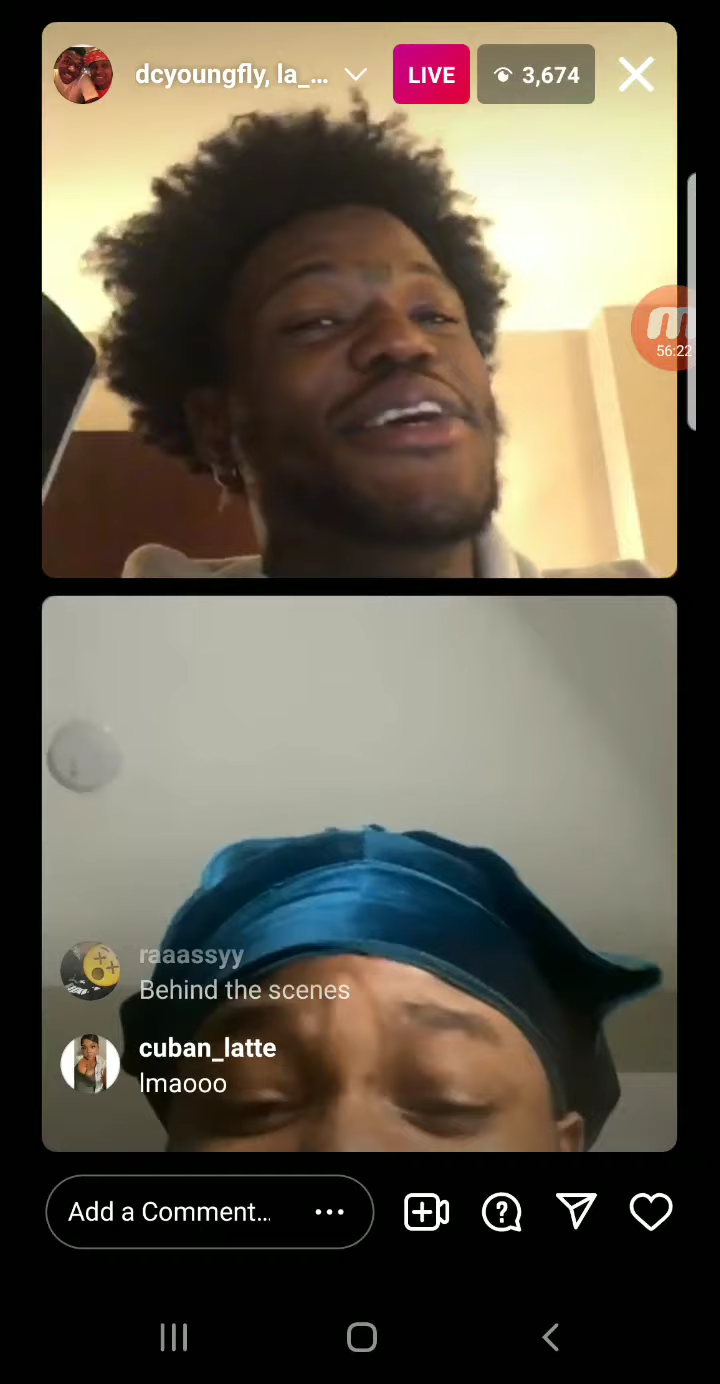 dcyoungfly, la_...
LIVE
3,674
56:22
raaassyy
Behind the scenes
cuban_latte
lmaooo
Add a Comment...